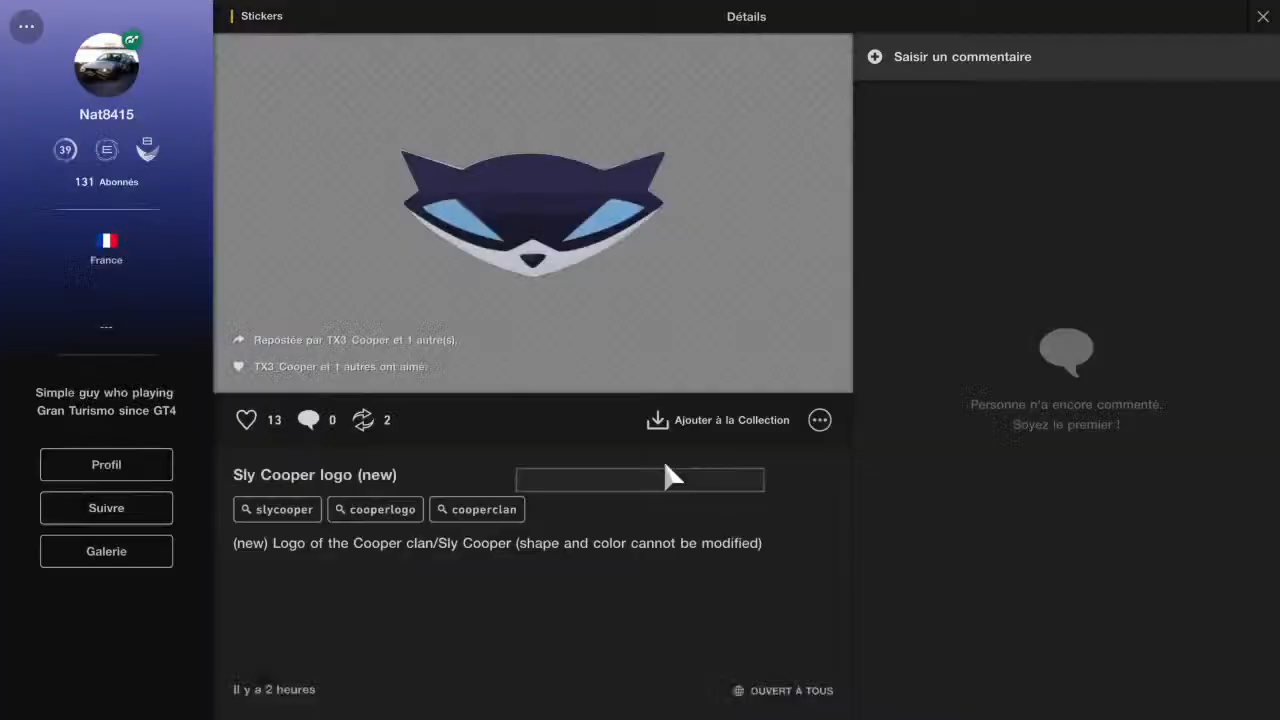 Stickers
Détails
Saisir un commentaire
Nat8415
39
131 Abonnés
France
---
Simple guy who playing
Gran Turismo since GT4
Profil
Suivre
Galerie
Repostée par TX3_Cooper et 1 autre(s).
TX3_Cooper et 1 autres ont aimé.
13
0
2
Ajouter à la Collection
Sly Cooper logo (new)
slycooper
cooperlogo
cooperclan
(new) Logo of the Cooper clan/Sly Cooper (shape and color cannot be modified)
Il y a 2 heures
OUVERT À TOUS
Personne n'a encore commenté.
Soyez le premier !